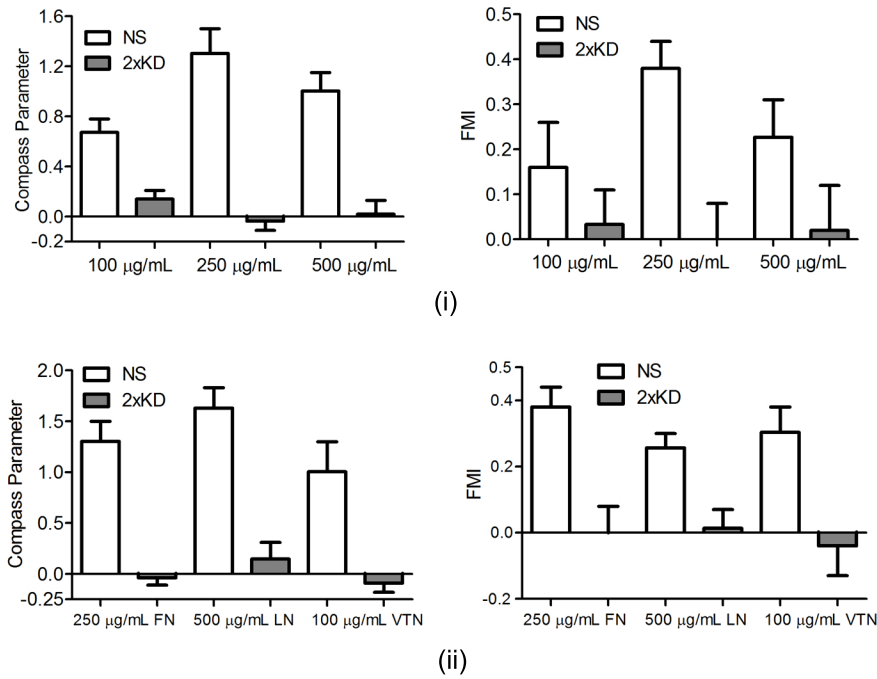 NS
2xKD
Compass Parameter
1.6
1.2
0.8
0.4
0.0
-0.2
100 µg/mL 250 µg/mL 500 µg/mL
NS
2xKD
FMI
0.5
0.4
0.3
0.2
0.1
0.0
100 µg/mL 250 µg/mL 500 µg/mL
(i)
NS
2xKD
Compass Parameter
2.0
1.5
1.0
0.5
0.0
-0.25
250 µg/mL FN 500 µg/mL LN 100 µg/mL VTN
NS
2xKD
FMI
0.5
0.4
0.2
0.0
-0.2
250 µg/mL FN 500 µg/mL LN 100 µg/mL VTN
(ii)